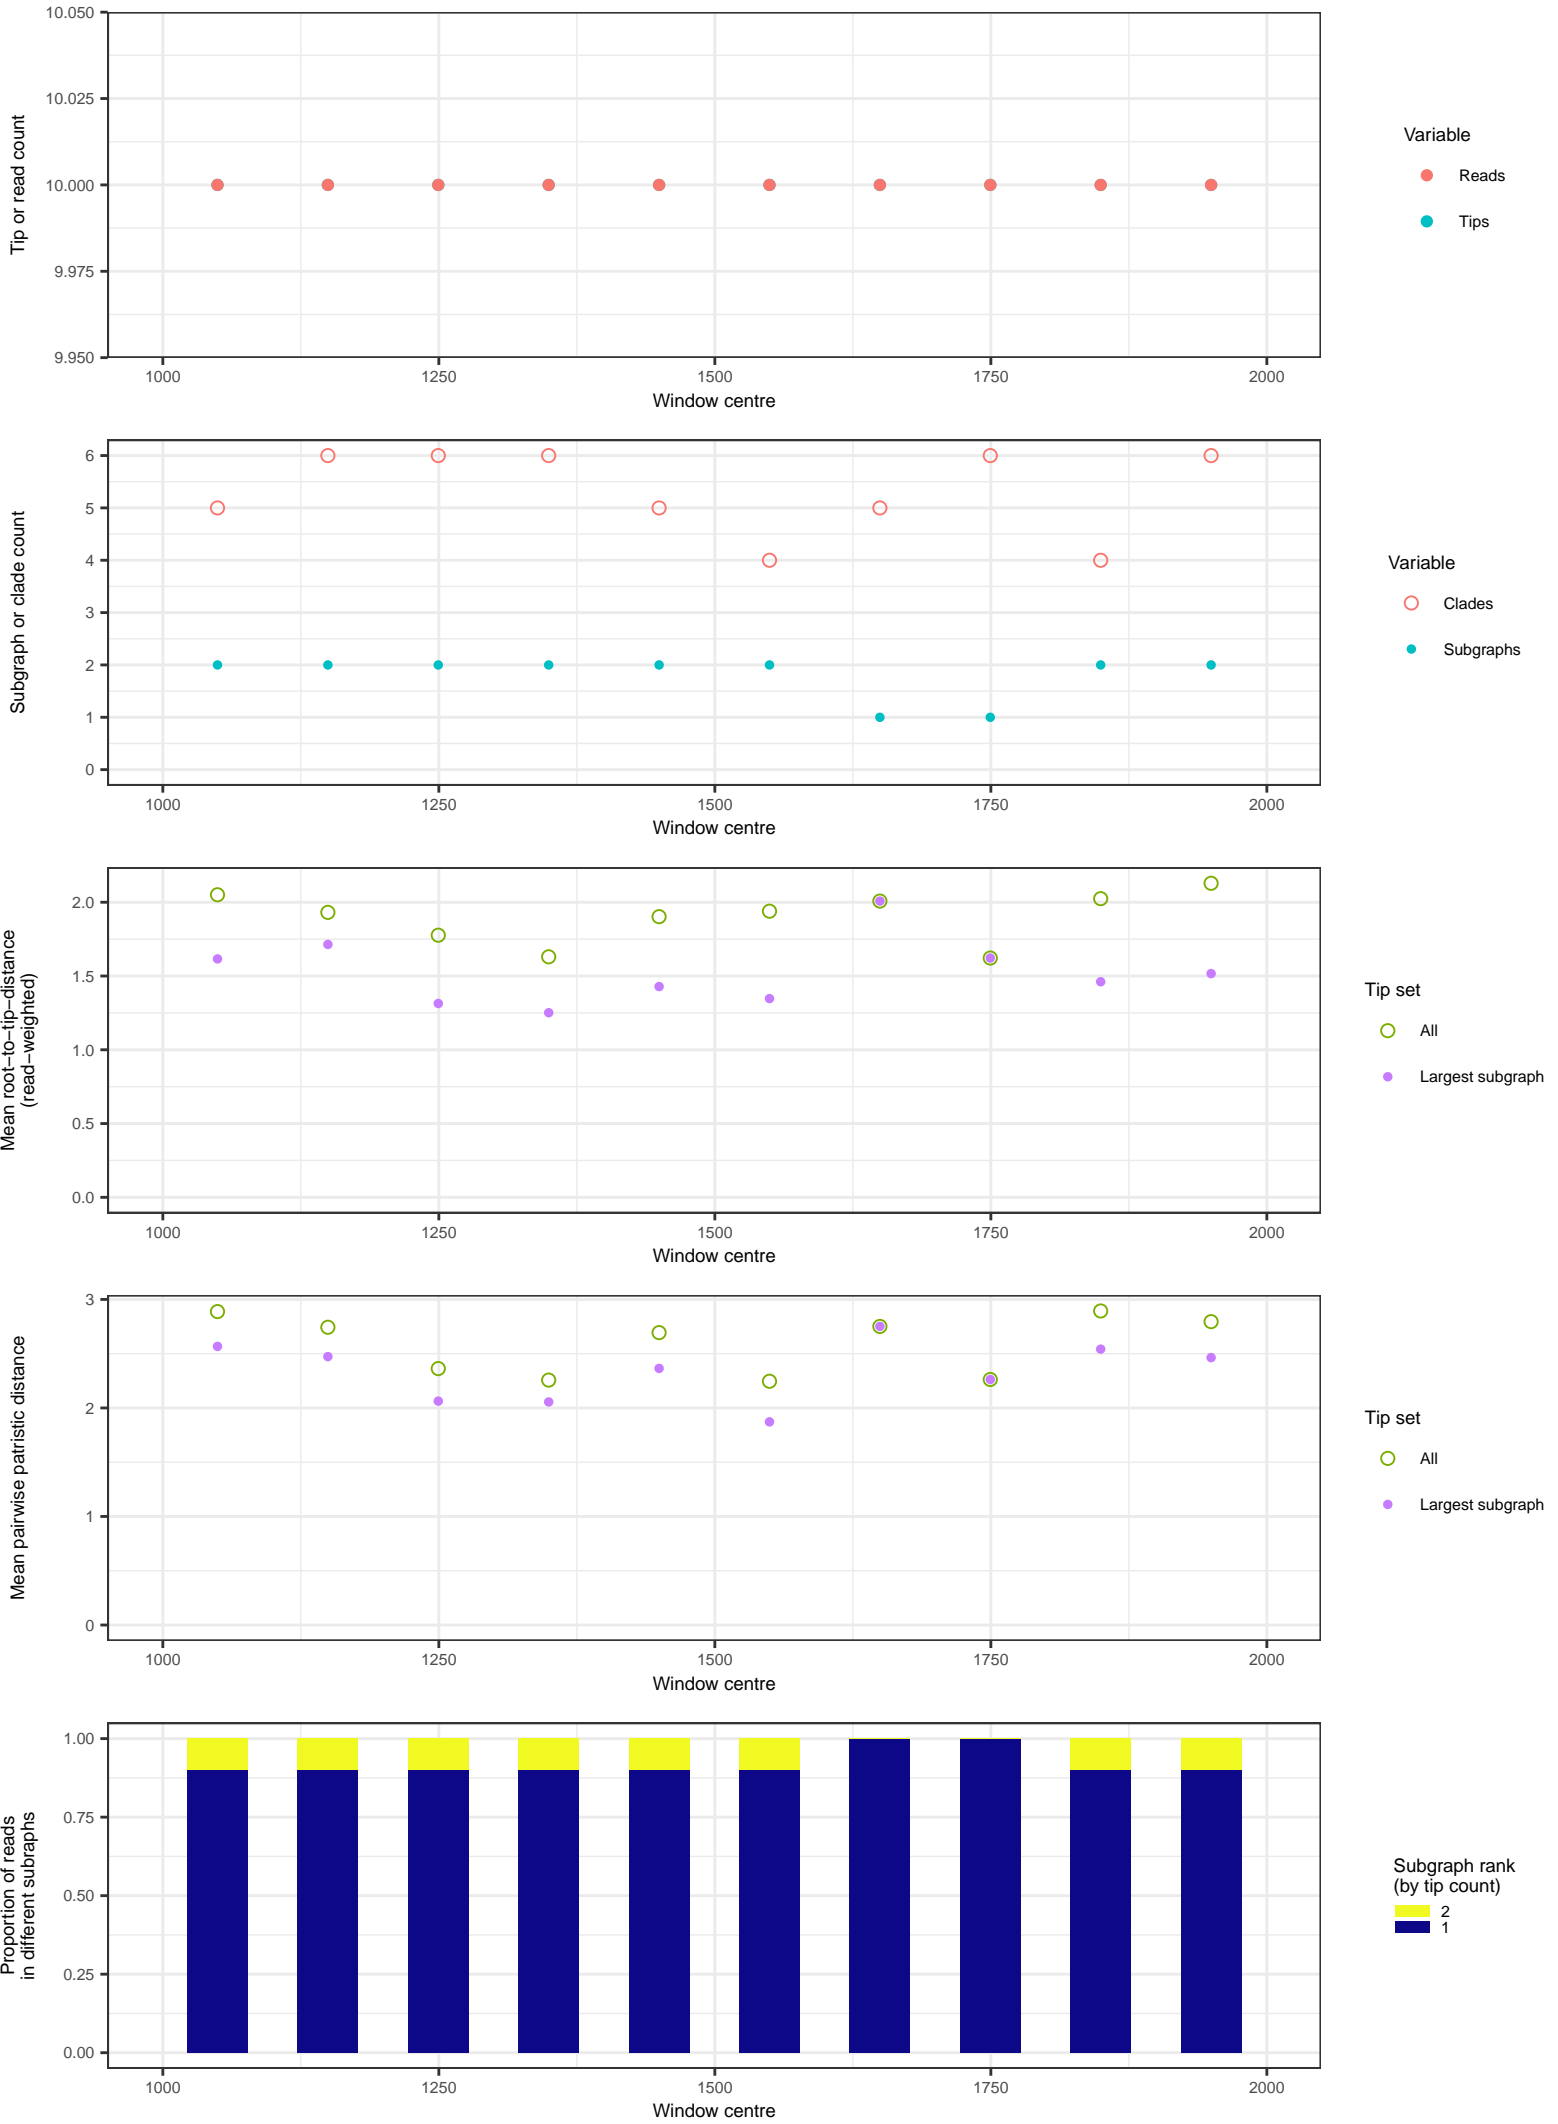 10.050
10.025
10.000
9.975
9.950
Tip or read count
1000 1250 1500 1750 2000
Window centre
Variable
Reads
Tips
6
5
4
3
2
1
0
Subgraph or clade count
1000 1250 1500 1750 2000
Window centre
Variable
Clades
Subgraphs
2.0
1.5
1.0
0.5
0.0
Mean root−to−tip−distance
(read−weighted)
1000 1250 1500 1750 2000
Window centre
Tip set
All
Largest subgraph
3
2
1
0
Mean pairwise patristic distance
1000 1250 1500 1750 2000
Window centre
Tip set
All
Largest subgraph
1.00
0.75
0.50
0.25
0.00
Proportion of reads
in different subraphs
1000 1250 1500 1750 2000
Window centre
Subgraph rank
(by tip count)
2
1